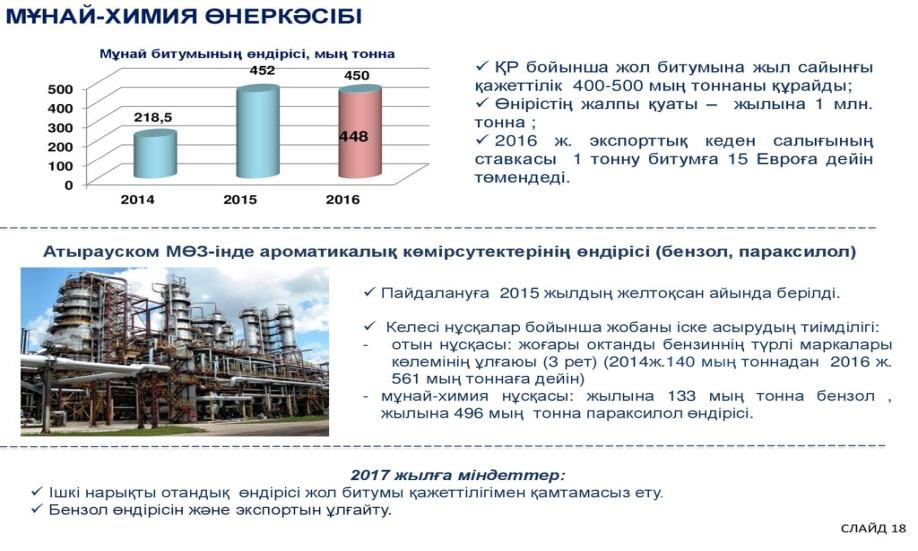 МҰНАЙ-ХИМИЯ ӨНЕРКӘСІБІ
Мұнай битумының өндірісі, мың тонна
500
400
300
200
100
0
218,5
452
450
448
2014
2015
2016
✓ ҚР бойынша жол битумына жыл сайынғы
қажеттілік 400-500 мың тоннаны құрайды;
✓ Өнірістің жалпы қуаты – жылына 1 млн.
тонна ;
✓ 2016 ж. экспорттық кеден салығының
ставкасы 1 тонну битумға 15 Евроға дейін
төмендеді.
Атырауском МӨЗ-інде ароматикалық көмірсутектерінің өндірісі (бензол, параксилол)
✓ Пайдалануға 2015 жылдың желтоқсан айында берілді.
✓ Келесі нұсқалар бойынша жобаны іске асырудың тиімділігі:
- отын нұсқасы: жоғары октанды бензиннің түрлі маркалары
көлемінің ұлғаюы (3 рет) (2014ж.140 мың тоннадан 2016 ж.
561 мың тоннаға дейін)
- мұнай-химия нұсқасы: жылына 133 мың тонна бензол ,
жылына 496 мың тонна параксилол өндірісі.
2017 жылға міндеттер:
✓ Ішкі нарықты отандық өндірісі жол битумы қажеттілігімен қамтамасыз ету.
✓ Бензол өндірісін және экспортын ұлғайту.
СЛАЙД 18